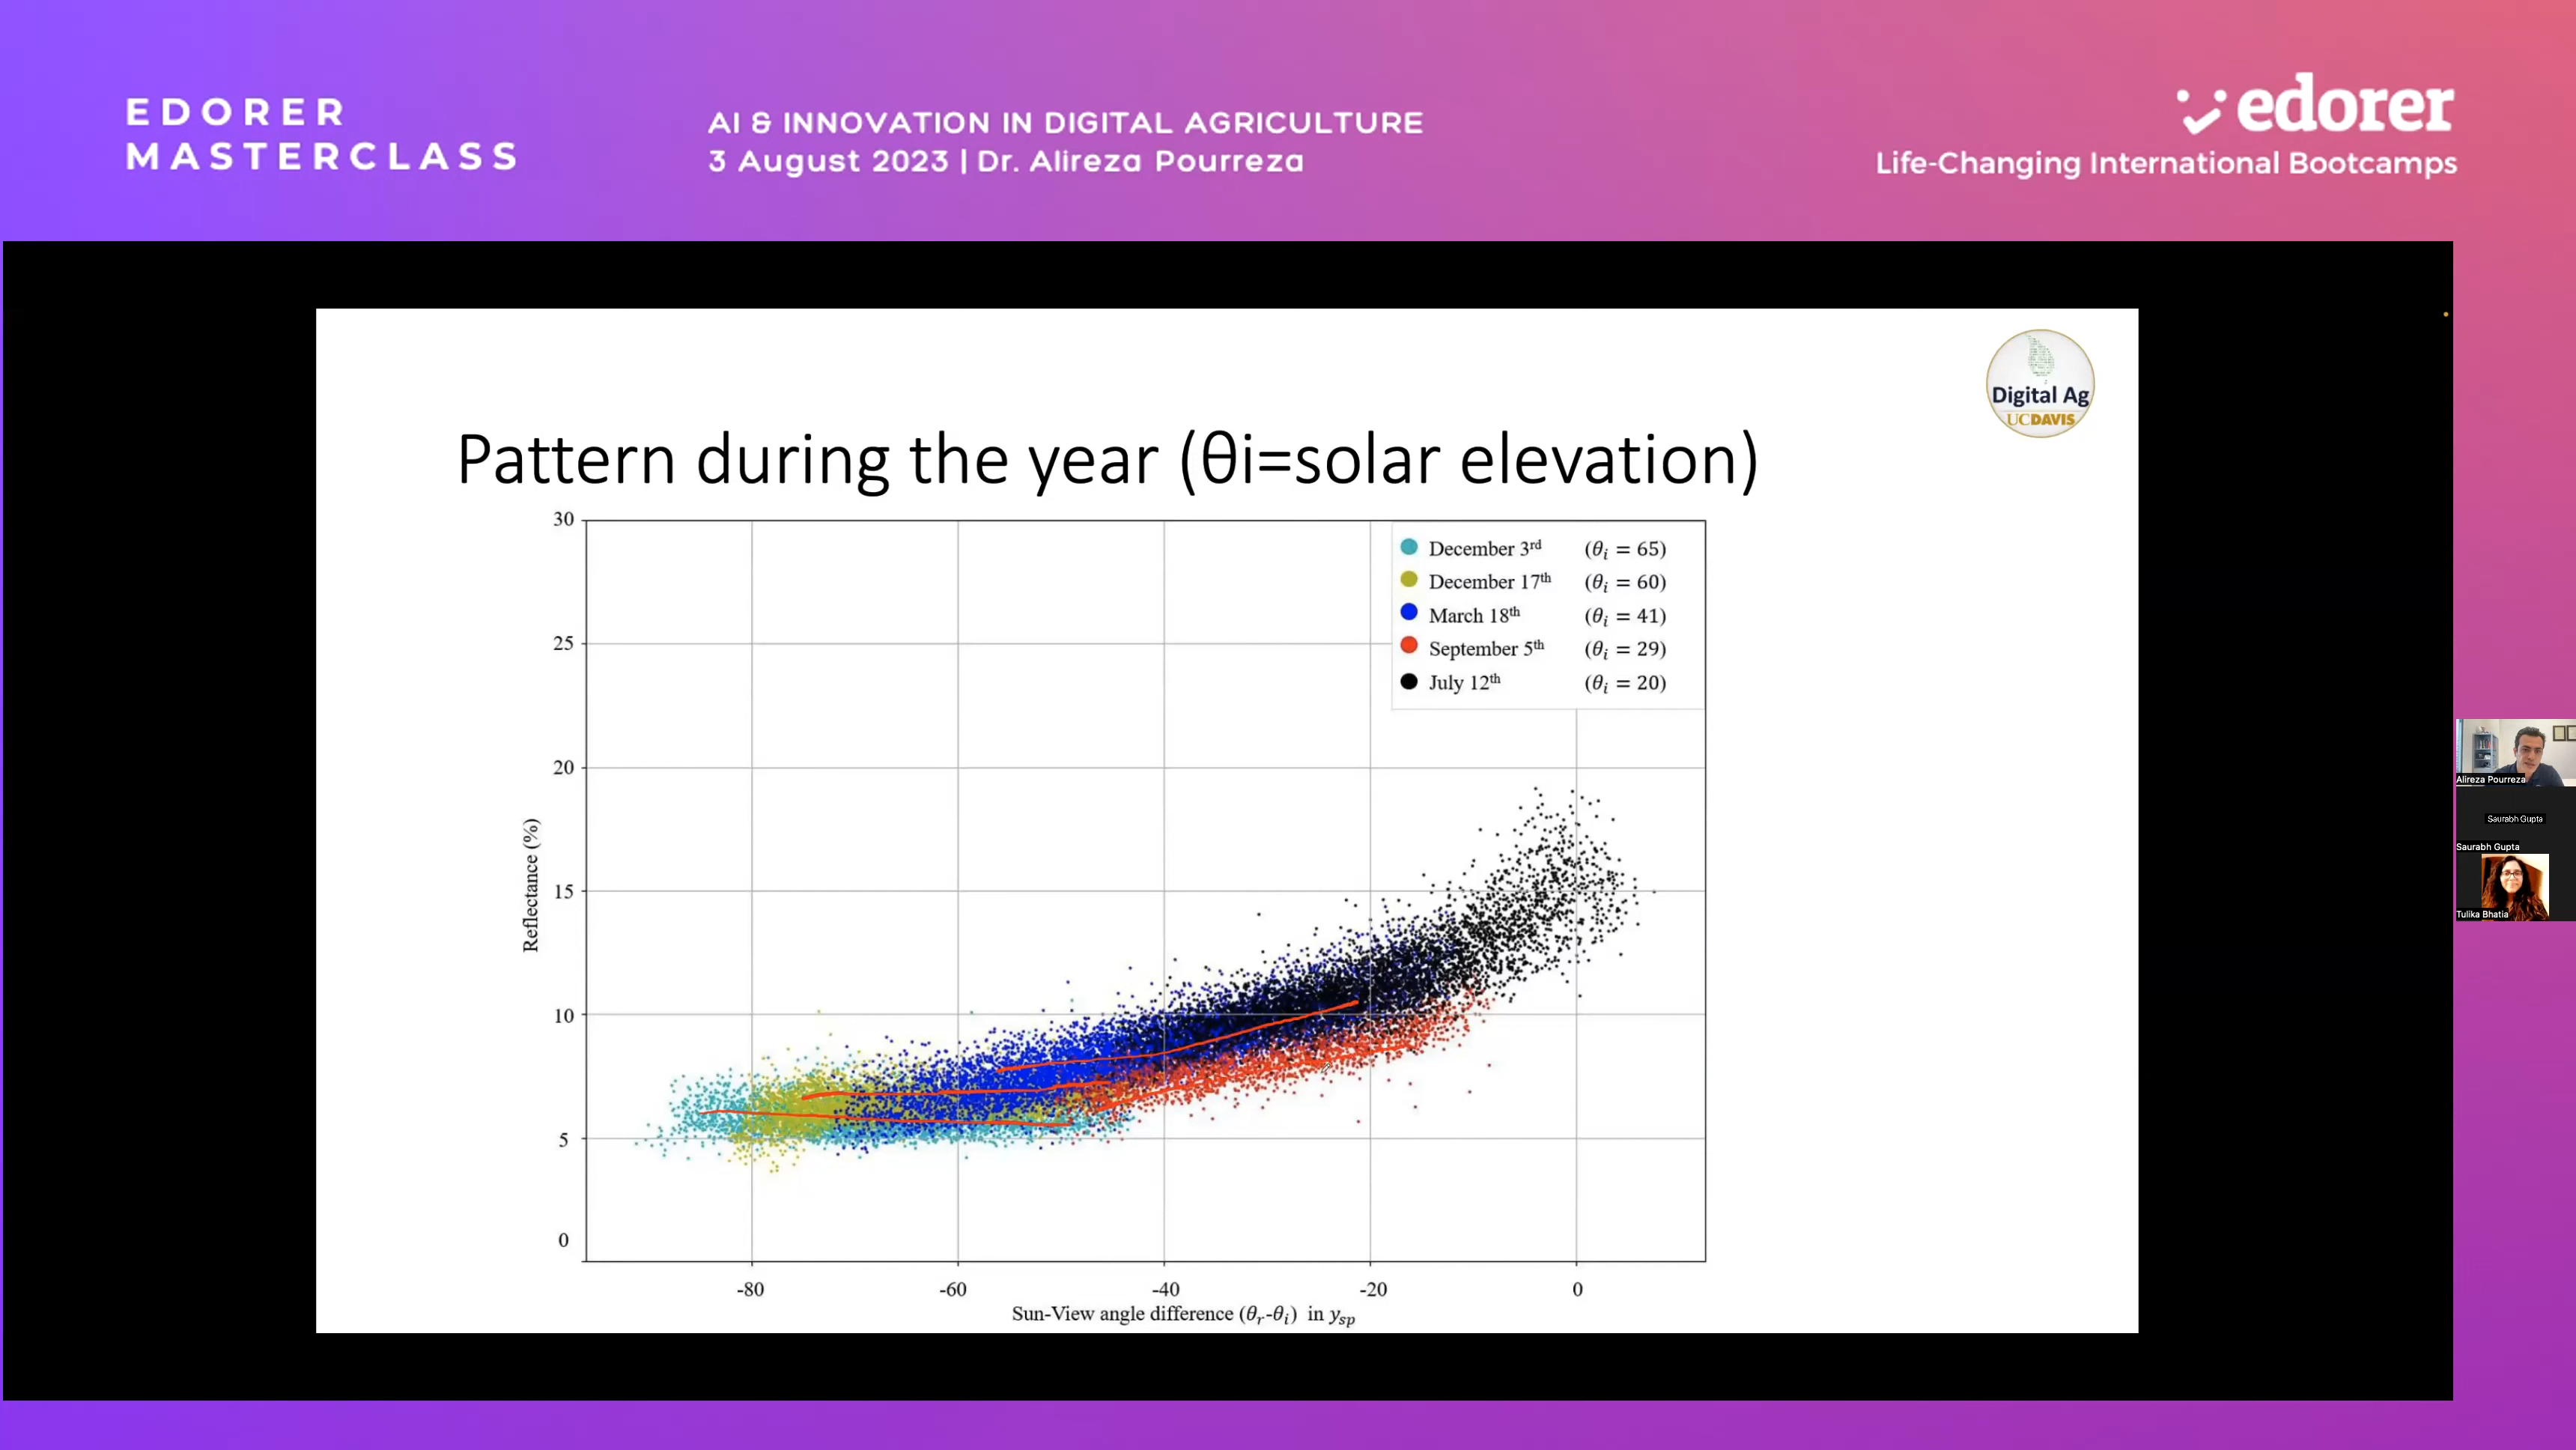 EDORER
MASTERCLASS
AI & INNOVATION IN DIGITAL AGRICULTURE
3 August 2023 | Dr. Alireza Pourreza
edorer
Life-Changing International Bootcamps
Digital Ag
UCDAVIS
Pattern during the year (θi=solar elevation)
30
25
20
15
10
5
0
Reflectance (%)
December 3rd (θi = 65)
December 17th (θi = 60)
March 18th (θi = 41)
September 5th (θi = 29)
July 12th (θi = 20)
-80 -60 -40 -20 0
Sun-View angle difference (θr-θi) in ysp
Alireza Pourreza
Saurabh Gupta
Saurabh Gupta
Tulika Bhatia